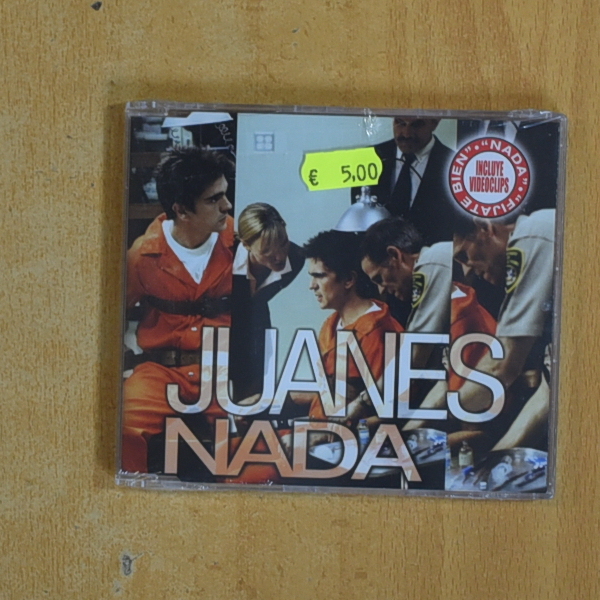 € 5,00
"FIJATE BIEN" • "NADA" •
INCLUYE
VIDEOCLIPS
JUANES
NADA